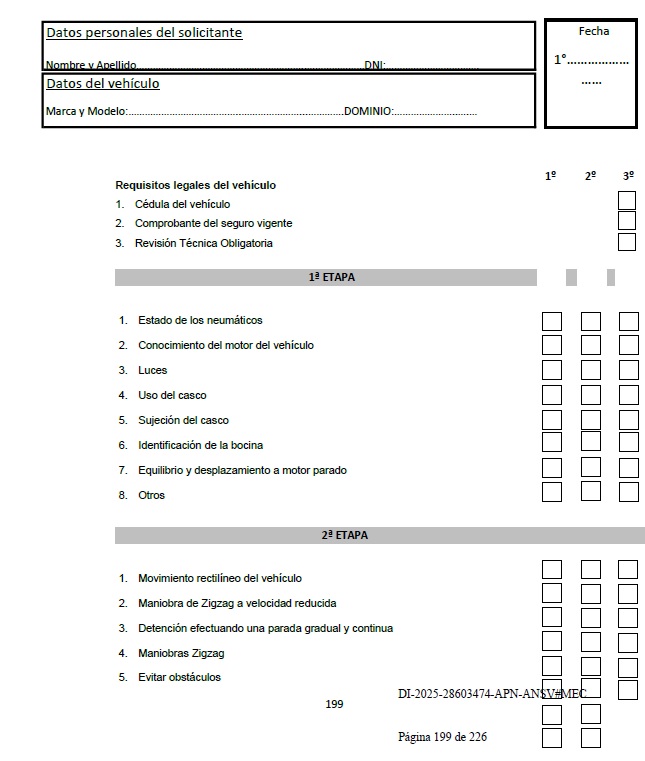 Datos personales del solicitante
Fecha
Nombre y Apellido.......................................................................DNI:.............................
1°.................
......
Datos del vehículo
Marca y Modelo:.....................................................................DOMINIO:...........................
1º 2º 3º
Requisitos legales del vehículo
1. Cédula del vehículo
2. Comprobante del seguro vigente
3. Revisión Técnica Obligatoria
1ª ETAPA
1. Estado de los neumáticos
2. Conocimiento del motor del vehículo
3. Luces
4. Uso del casco
5. Sujeción del casco
6. Identificación de la bocina
7. Equilibrio y desplazamiento a motor parado
8. Otros
2ª ETAPA
1. Movimiento rectilíneo del vehículo
2. Maniobra de Zigzag a velocidad reducida
3. Detención efectuando una parada gradual y continua
4. Maniobras Zigzag
5. Evitar obstáculos
DI-2025-28603474-APN-ANSV#MEC
199
Página 199 de 226